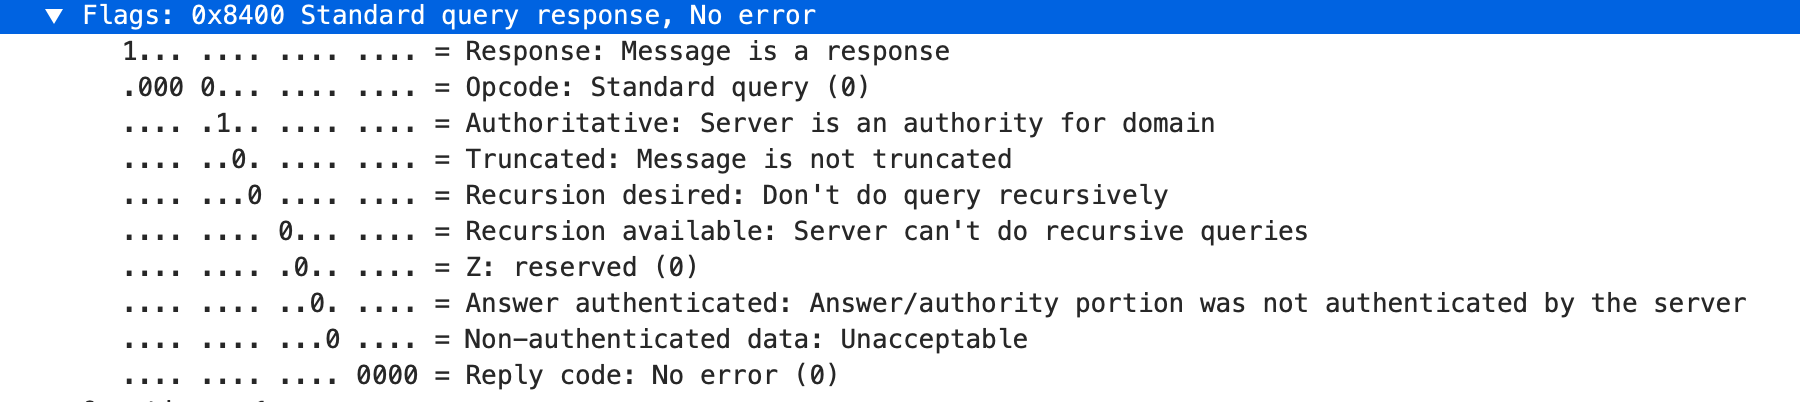 ▼ Flags: 0x8400 Standard query response, No error
1... .... .... .... = Response: Message is a response
.000 0... .... .... = Opcode: Standard query (0)
.... .1.. .... .... = Authoritative: Server is an authority for domain
.... ..0. .... .... = Truncated: Message is not truncated
.... ...0 .... .... = Recursion desired: Don't do query recursively
.... .... 0... .... = Recursion available: Server can't do recursive queries
.... .... .0.. .... = Z: reserved (0)
.... .... ..0. .... = Answer authenticated: Answer/authority portion was not authenticated by the server
.... .... ...0 .... = Non-authenticated data: Unacceptable
.... .... .... 0000 = Reply code: No error (0)